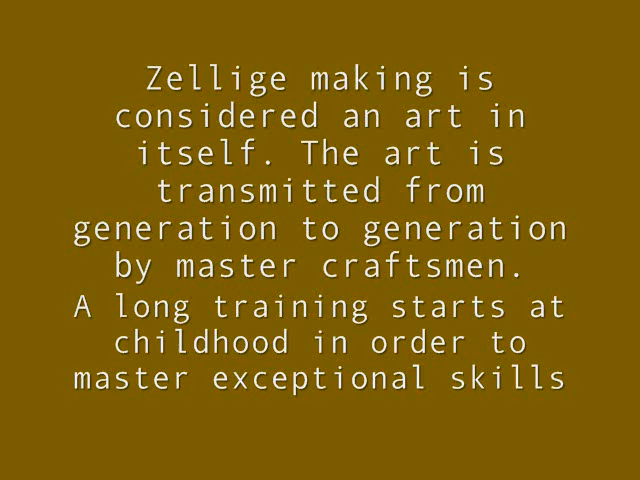 Zellige making is
considered an art in
itself. The art is
transmitted from
generation to generation
by master craftsmen.
A long training starts at
childhood in order to
master exceptional skills